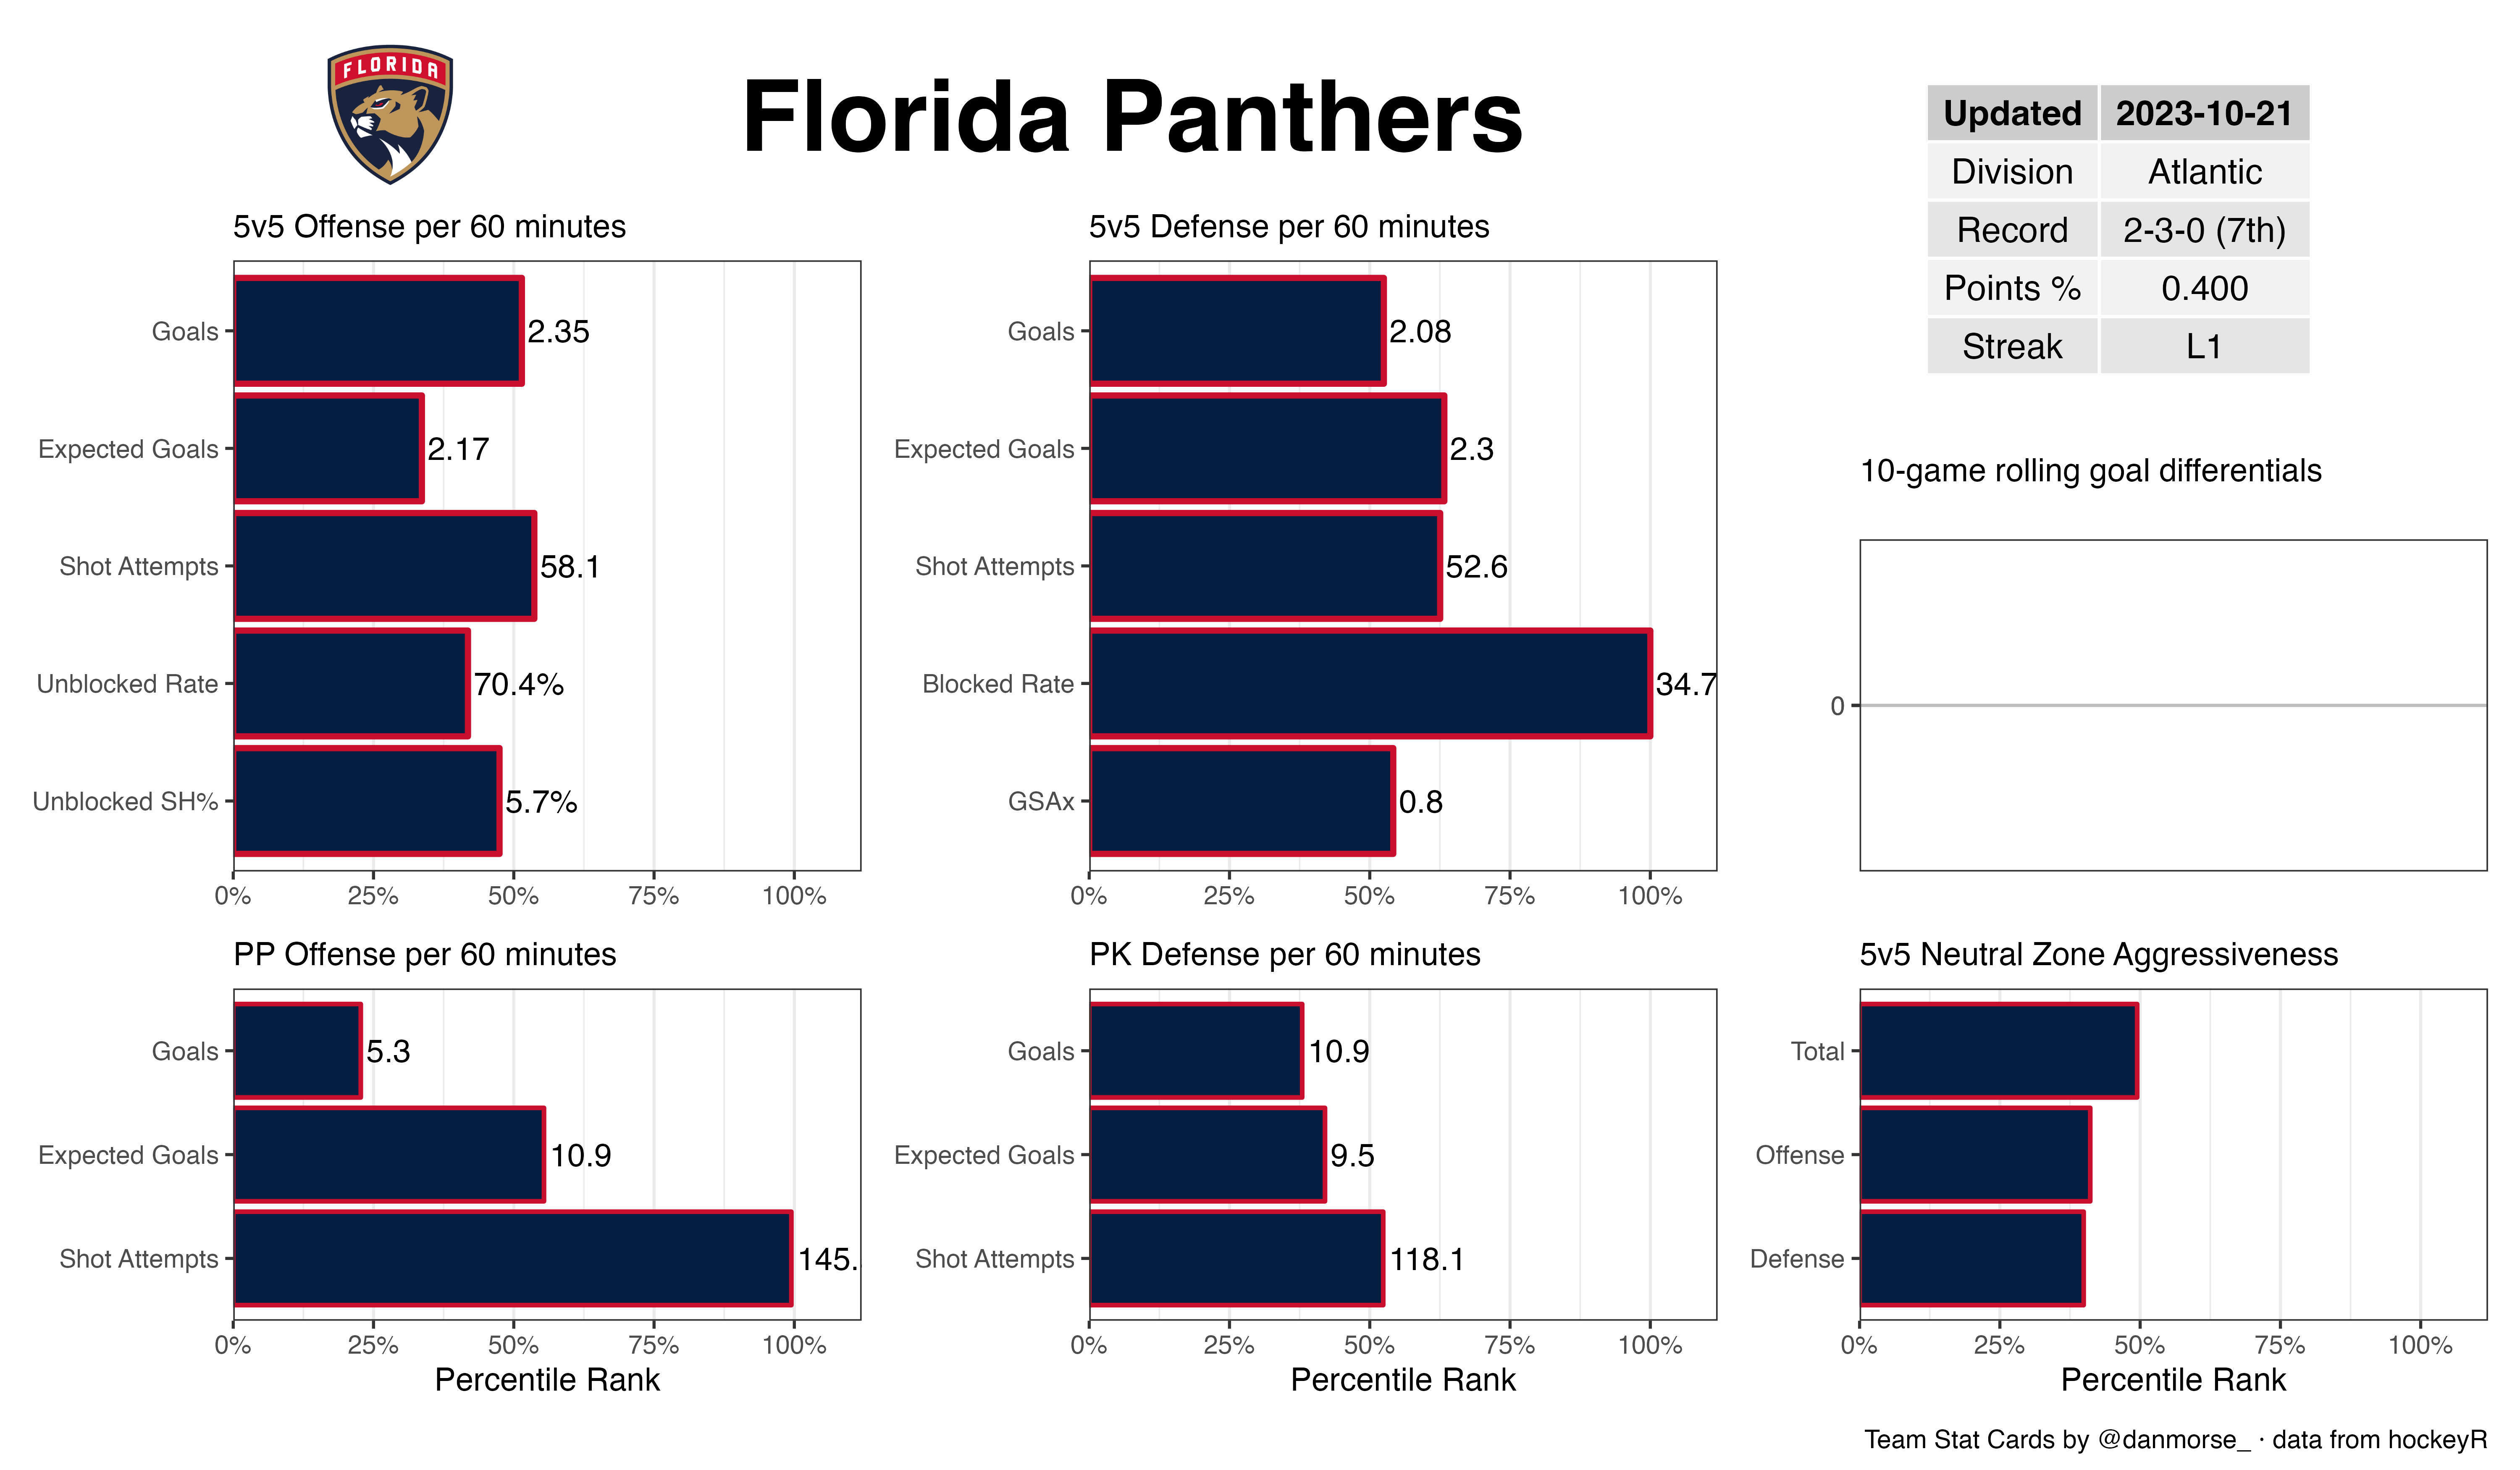 FLORIDA
Florida Panthers
Updated 2023-10-21
Division Atlantic
Record 2-3-0 (7th)
Points % 0.400
Streak L1
5v5 Offense per 60 minutes
Goals 2.35
Expected Goals 2.17
Shot Attempts 58.1
Unblocked Rate 70.4%
Unblocked SH% 5.7%
0% 25% 50% 75% 100%
5v5 Defense per 60 minutes
Goals 2.08
Expected Goals 2.3
Shot Attempts 52.6
Blocked Rate 34.7
GSAx 0.8
0% 25% 50% 75% 100%
10-game rolling goal differentials
0
PP Offense per 60 minutes
Goals 5.3
Expected Goals 10.9
Shot Attempts 145.
0% 25% 50% 75% 100%
Percentile Rank
PK Defense per 60 minutes
Goals 10.9
Expected Goals 9.5
Shot Attempts 118.1
0% 25% 50% 75% 100%
Percentile Rank
5v5 Neutral Zone Aggressiveness
Total
Offense
Defense
0% 25% 50% 75% 100%
Percentile Rank
Team Stat Cards by @danmorse_ · data from hockeyR